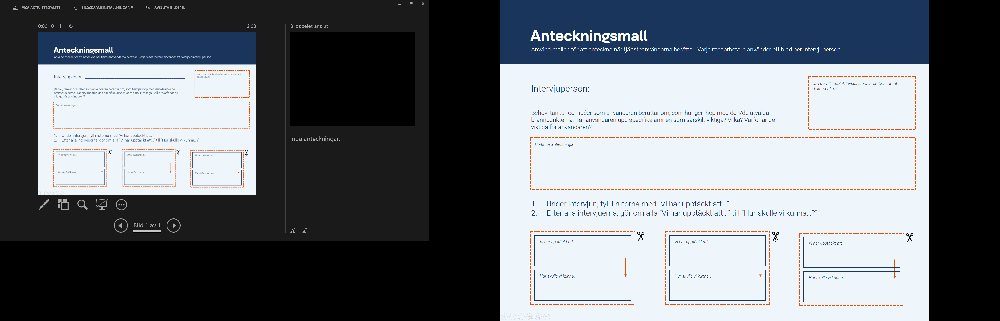 VISA AKTIVITETSFÄLTET
BILDSKÄRMSINSTÄLLNINGAR ▼
AVSLUTA BILDSPEL
0:00:10
13:08
Anteckningsmall
Använd mallen för att anteckna när tjänsteanvändarna berättar. Varje medarbetare använder ett blad per intervjuperson.
Intervjuperson: ____________________
Om du vill - rita! Att visualisera är ett bra sätt att
dokumentera!
Behov, tankar och idéer som användaren berättar om, som hänger ihop med den/de utvalda
brännpunkterna. Tar användaren upp specifika ämnen som särskilt viktiga? Vilka? Varför är de
viktiga för användaren?
Plats för anteckningar
1. Under intervjun, fyll i rutorna med ”Vi har upptäckt att…”
2. Efter alla intervjuerna, gör om alla ”Vi har upptäckt att…” till ”Hur skulle vi kunna…?”
Vi har upptäckt att…
Hur skulle vi kunna…
Vi har upptäckt att…
Hur skulle vi kunna…
Vi har upptäckt att…
Hur skulle vi kunna…
Bild 1 av 1
Bildspelet är slut
Inga anteckningar.
A A
Anteckningsmall
Använd mallen för att anteckna när tjänsteanvändarna berättar. Varje medarbetare använder ett blad per intervjuperson.
Intervjuperson: ____________________
Om du vill - rita! Att visualisera är ett bra sätt att
dokumentera!
Behov, tankar och idéer som användaren berättar om, som hänger ihop med den/de utvalda
brännpunkterna. Tar användaren upp specifika ämnen som särskilt viktiga? Vilka? Varför är de
viktiga för användaren?
Plats för anteckningar
1. Under intervjun, fyll i rutorna med ”Vi har upptäckt att…”
2. Efter alla intervjuerna, gör om alla ”Vi har upptäckt att…” till ”Hur skulle vi kunna…?”
Vi har upptäckt att…
Hur skulle vi kunna…
Vi har upptäckt att…
Hur skulle vi kunna…
Vi har upptäckt att…
Hur skulle vi kunna…